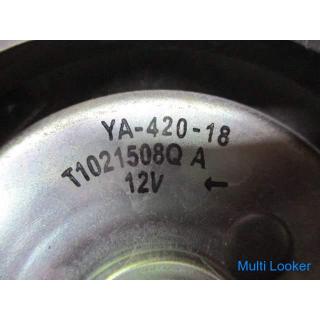 YA-420-18
T1021508Q A
12V ←
Multi Looker